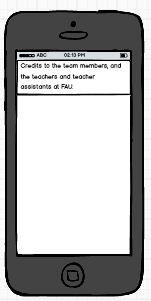 ABC 02:13 PM
Credits to the team members, and
the teachers and teacher
assistants at FAU.